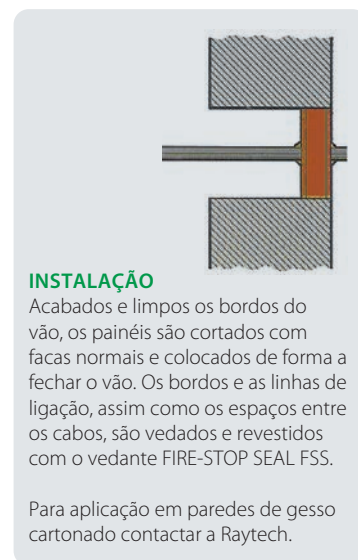 INSTALAÇÃO
Acabados e limpos os bordos do
vão, os painéis são cortados com
facas normais e colocados de forma a
fechar o vão. Os bordos e as linhas de
ligação, assim como os espaços entre
os cabos, são vedados e revestidos
com o vedante FIRE-STOP SEAL FSS.
Para aplicação em paredes de gesso
cartonado contactar a Raytech.